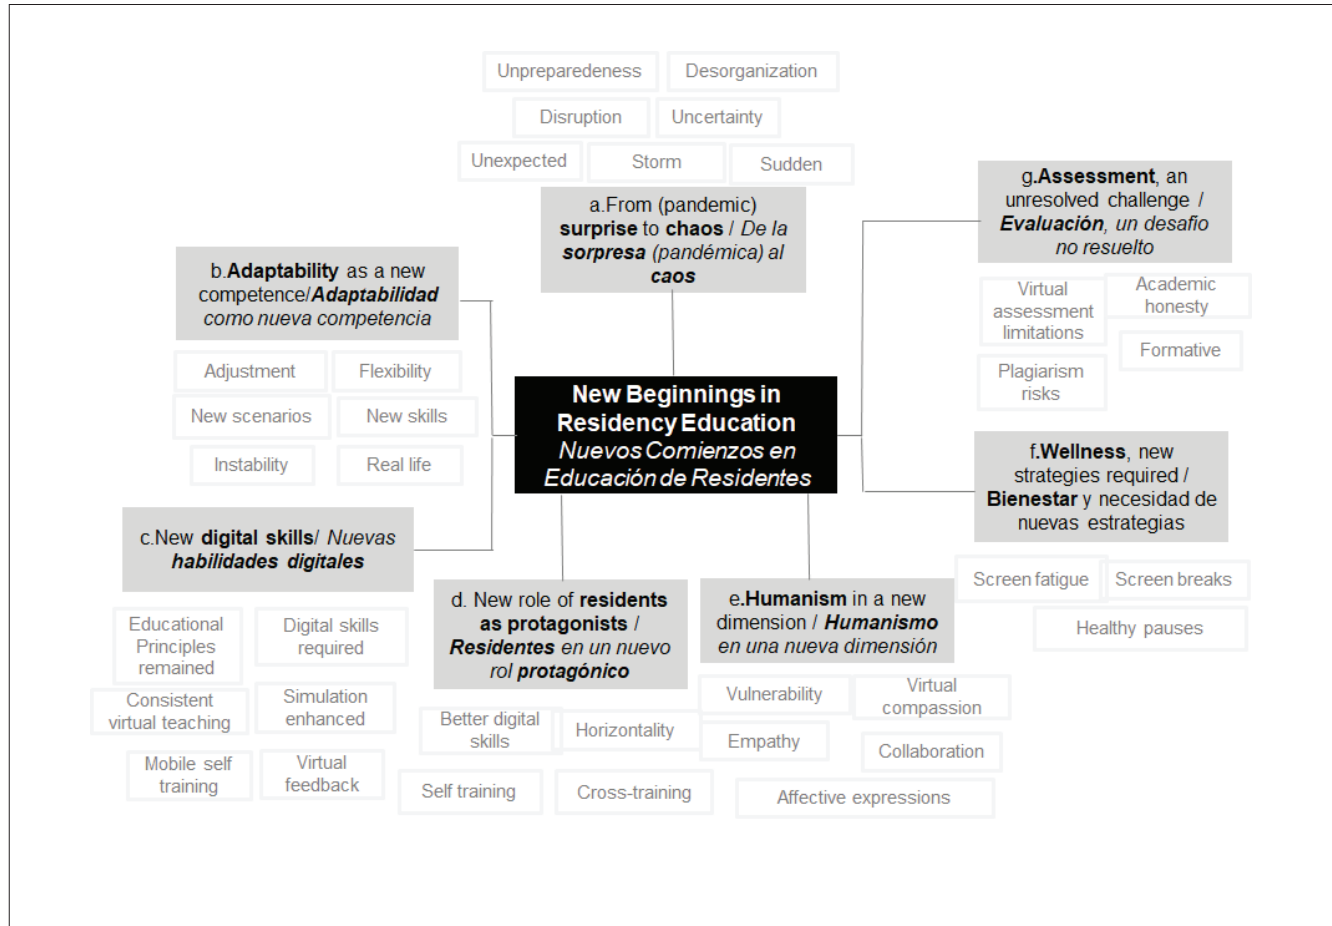 Unpreparedeness
Desorganization
Disruption
Uncertainty
Unexpected
Storm
Sudden
a.From (pandemic)
surprise to chaos / De la
sorpresa (pandémica) al
caos
b.Adaptability as a new
competence/Adaptabilidad
como nueva competencia
Adjustment
Flexibility
New scenarios
New skills
Instability
Real life
c.New digital skills/ Nuevas
habilidades digitales
Educational
Principles
remained
Digital skills
required
Consistent
virtual teaching
Simulation
enhanced
Mobile self
training
Virtual
feedback
New Beginnings in
Residency Education
Nuevos Comienzos en
Educación de Residentes
d. New role of residents
as protagonists /
Residentes en un nuevo
rol protagónico
Better digital
skills
Horizontality
Self training
Cross-training
e.Humanism in a new
dimension / Humanismo
en una nueva dimensión
Vulnerability
Virtual
compassion
Empathy
Collaboration
Affective expressions
f.Wellness, new
strategies required /
Bienestar y necesidad de
nuevas estrategias
Screen fatigue
Screen breaks
Healthy pauses
g.Assessment, an
unresolved challenge /
Evaluación, un desafío
no resuelto
Virtual
assessment
limitations
Academic
honesty
Formative
Plagiarism
risks